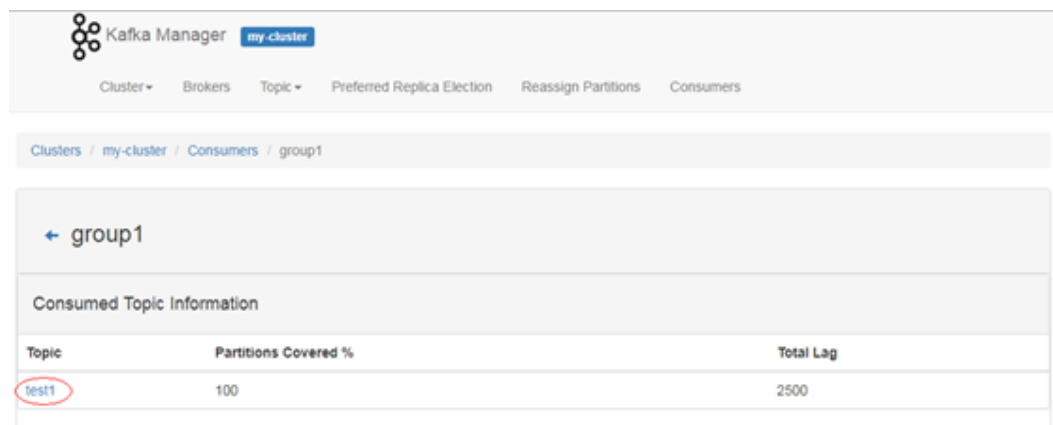 Kafka Manager my-cluster
Cluster Brokers Topic Preferred Replica Election Reassign Partitions Consumers
Clusters / my-cluster / Consumers / group1
← group1
Consumed Topic Information
Topic Partitions Covered % Total Lag
test1 100 2500